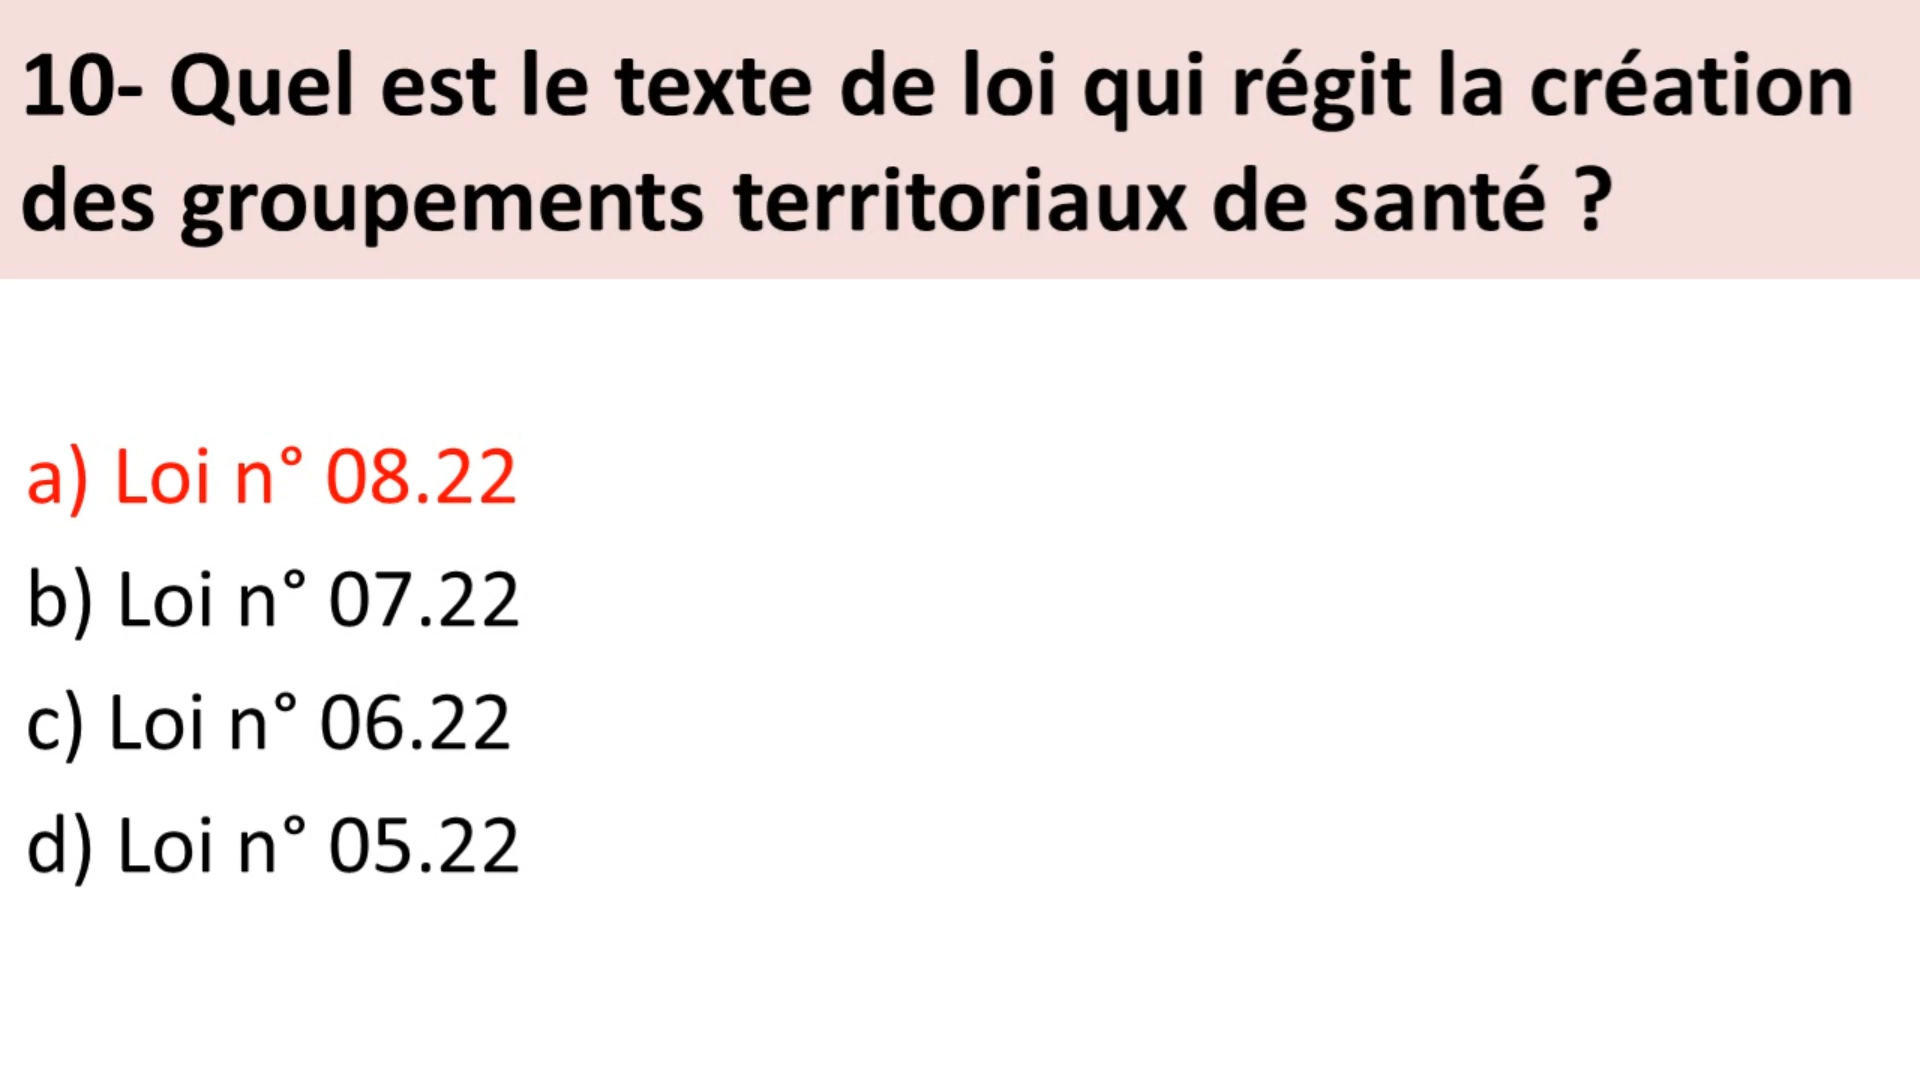 10- Quel est le texte de loi qui régit la création
des groupements territoriaux de santé ?
a) Loi n° 08.22
b) Loi n° 07.22
c) Loi n° 06.22
d) Loi n° 05.22